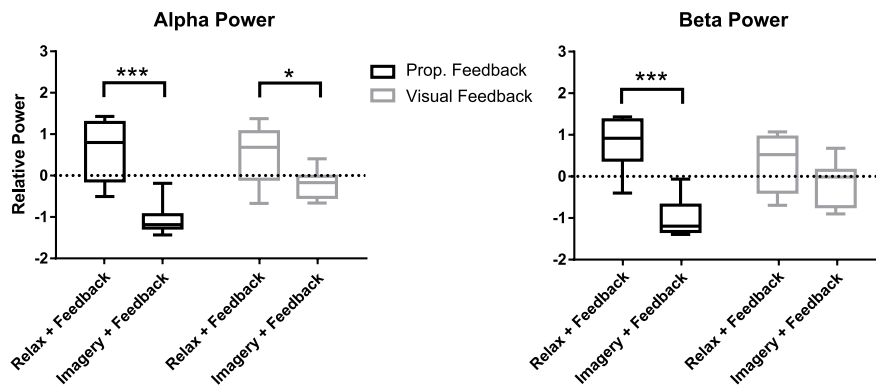 Alpha Power
Beta Power
3
2
1
0
-1
-2
Relative Power
***
*
Prop. Feedback
Visual Feedback
Relax + Feedback
Imagery + Feedback
Relax + Feedback
Imagery + Feedback
3
2
1
0
-1
-2
***
Relax + Feedback
Imagery + Feedback
Relax + Feedback
Imagery + Feedback